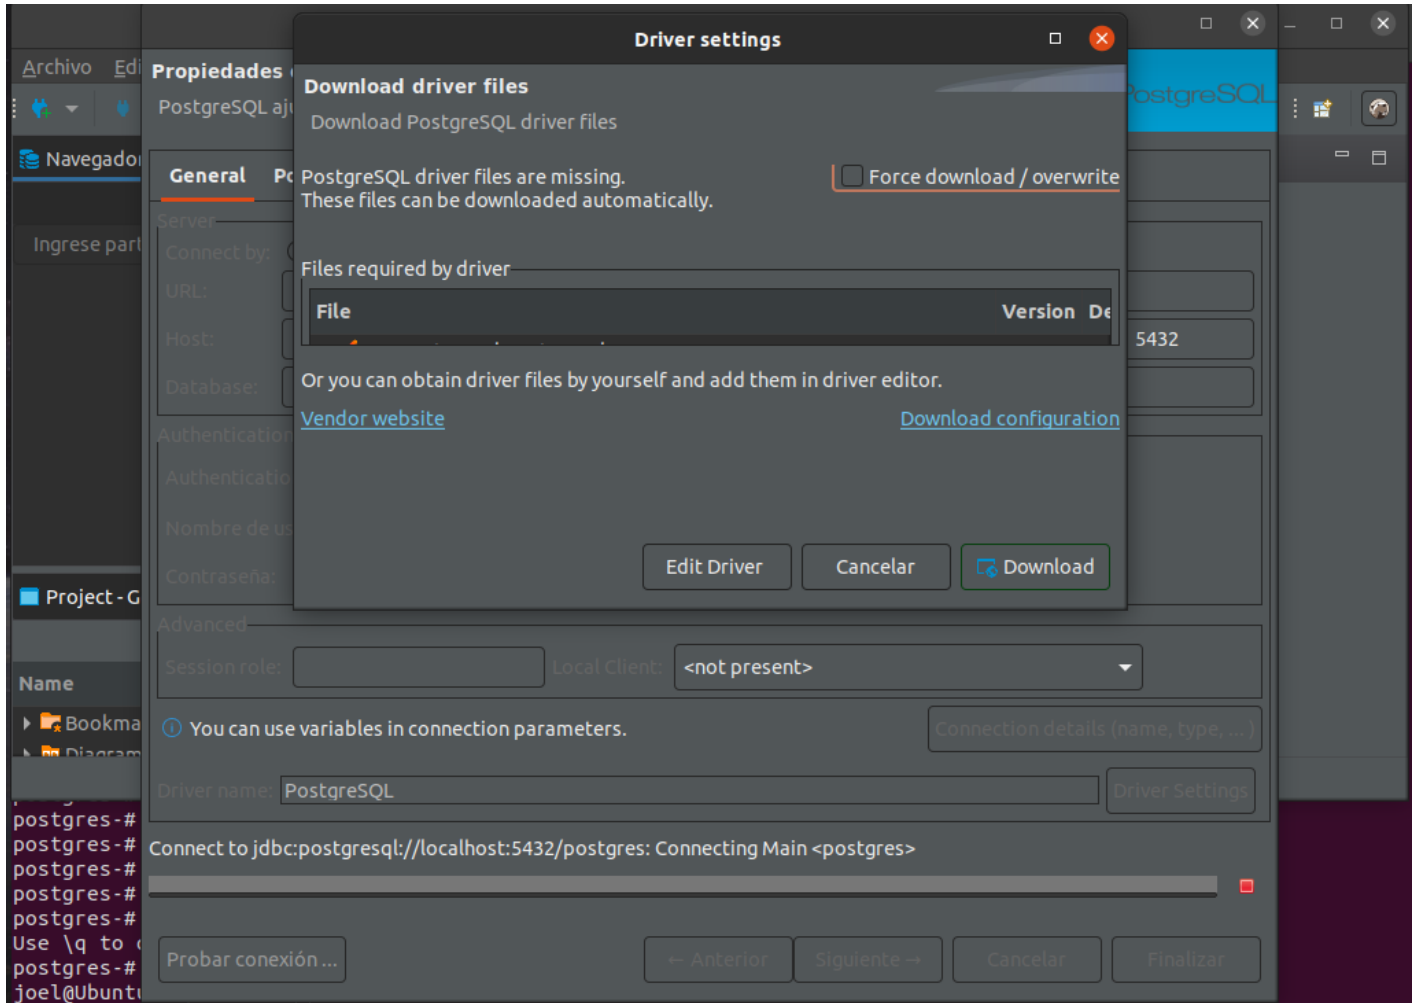 Driver settings
Archivo
Propiedades
Download driver files
PostgreSQL
Download PostgreSQL driver files
PostgreSQL
Navegador
General
PostgreSQL driver files are missing.
Force download / overwrite
These files can be downloaded automatically.
Server
Ingrese part
Connect by:
Files required by driver
URL:
File Version De
Host:
5432
Database:
Or you can obtain driver files by yourself and add them in driver editor.
Vendor website
Download configuration
Authentication
Authenticatio
Nombre de us
Contraseña:
Edit Driver
Cancelar
Download
Project - G
Advanced
Session role:
Local Client:
<not present>
Name
Bookma
You can use variables in connection parameters.
Connection details (name, type, ... )
Diagram
Driver name:
PostgreSQL
Driver Settings
postgres-#
postgres-#
Connect to jdbc:postgresql://localhost:5432/postgres: Connecting Main <postgres>
postgres-#
postgres-#
postgres-#
Use \q to
postgres-#
Probar conexión ...
← Anterior
Siguiente →
Cancelar
Finalizar
joel@Ubuntu